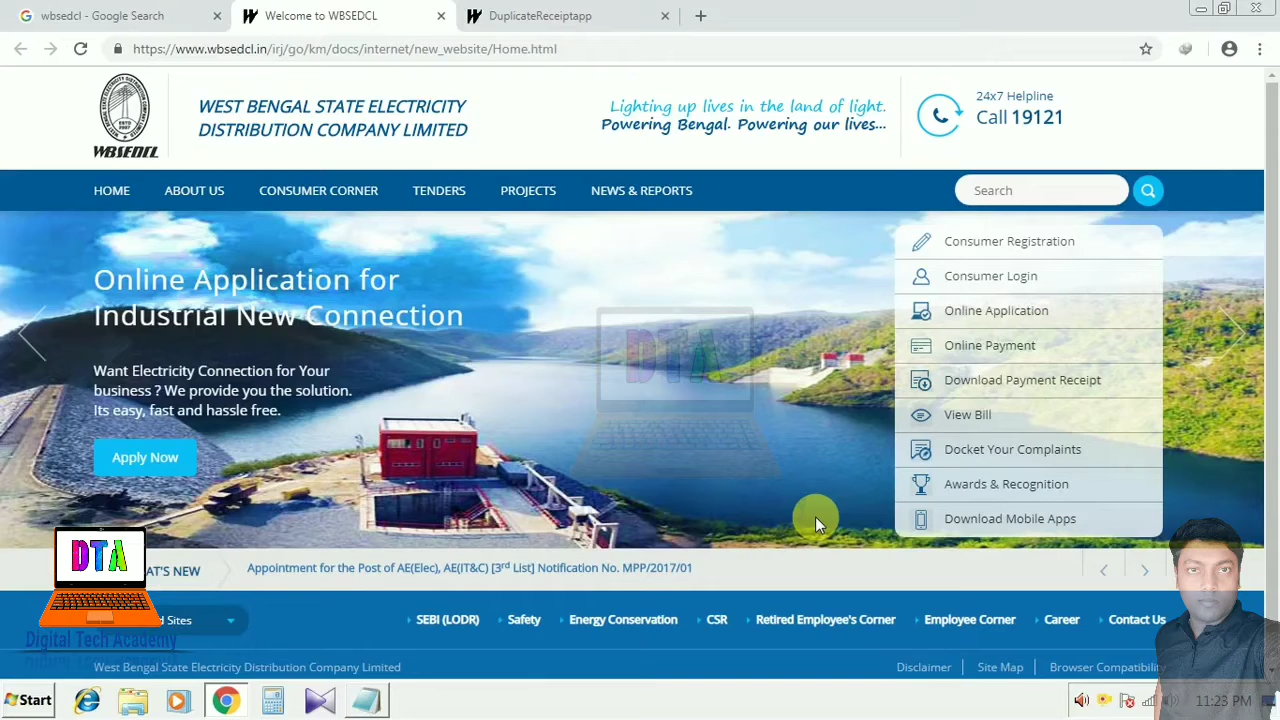 wbsedcl - Google Search
Welcome to WBSEDCL
DuplicateReceiptapp
https://www.wbsedcl.in/irj/go/km/docs/internet/new_website/Home.html
WBSEDCL
WEST BENGAL STATE ELECTRICITY
DISTRIBUTION COMPANY LIMITED
Lighting up lives in the land of light.
Powering Bengal. Powering our lives...
24x7 Helpline
Call 19121
HOME
ABOUT US
CONSUMER CORNER
TENDERS
PROJECTS
NEWS & REPORTS
Search
Online Application for
Industrial New Connection
Want Electricity Connection for Your
business ? We provide you the solution.
Its easy, fast and hassle free.
Apply Now
DTA
Consumer Registration
Consumer Login
Online Application
Online Payment
Download Payment Receipt
View Bill
Docket Your Complaints
Awards & Recognition
Download Mobile Apps
DTA
AT'S NEW
Appointment for the Post of AE(Elec), AE(IT&C) [3rd List] Notification No. MPP/2017/01
d Sites
Digital Tech Academy
SEBI (LODR)
Safety
Energy Conservation
CSR
Retired Employee's Corner
Employee Corner
Career
Contact Us
West Bengal State Electricity Distribution Company Limited
Disclaimer
Site Map
Browser Compatibility
Start
11:23 PM